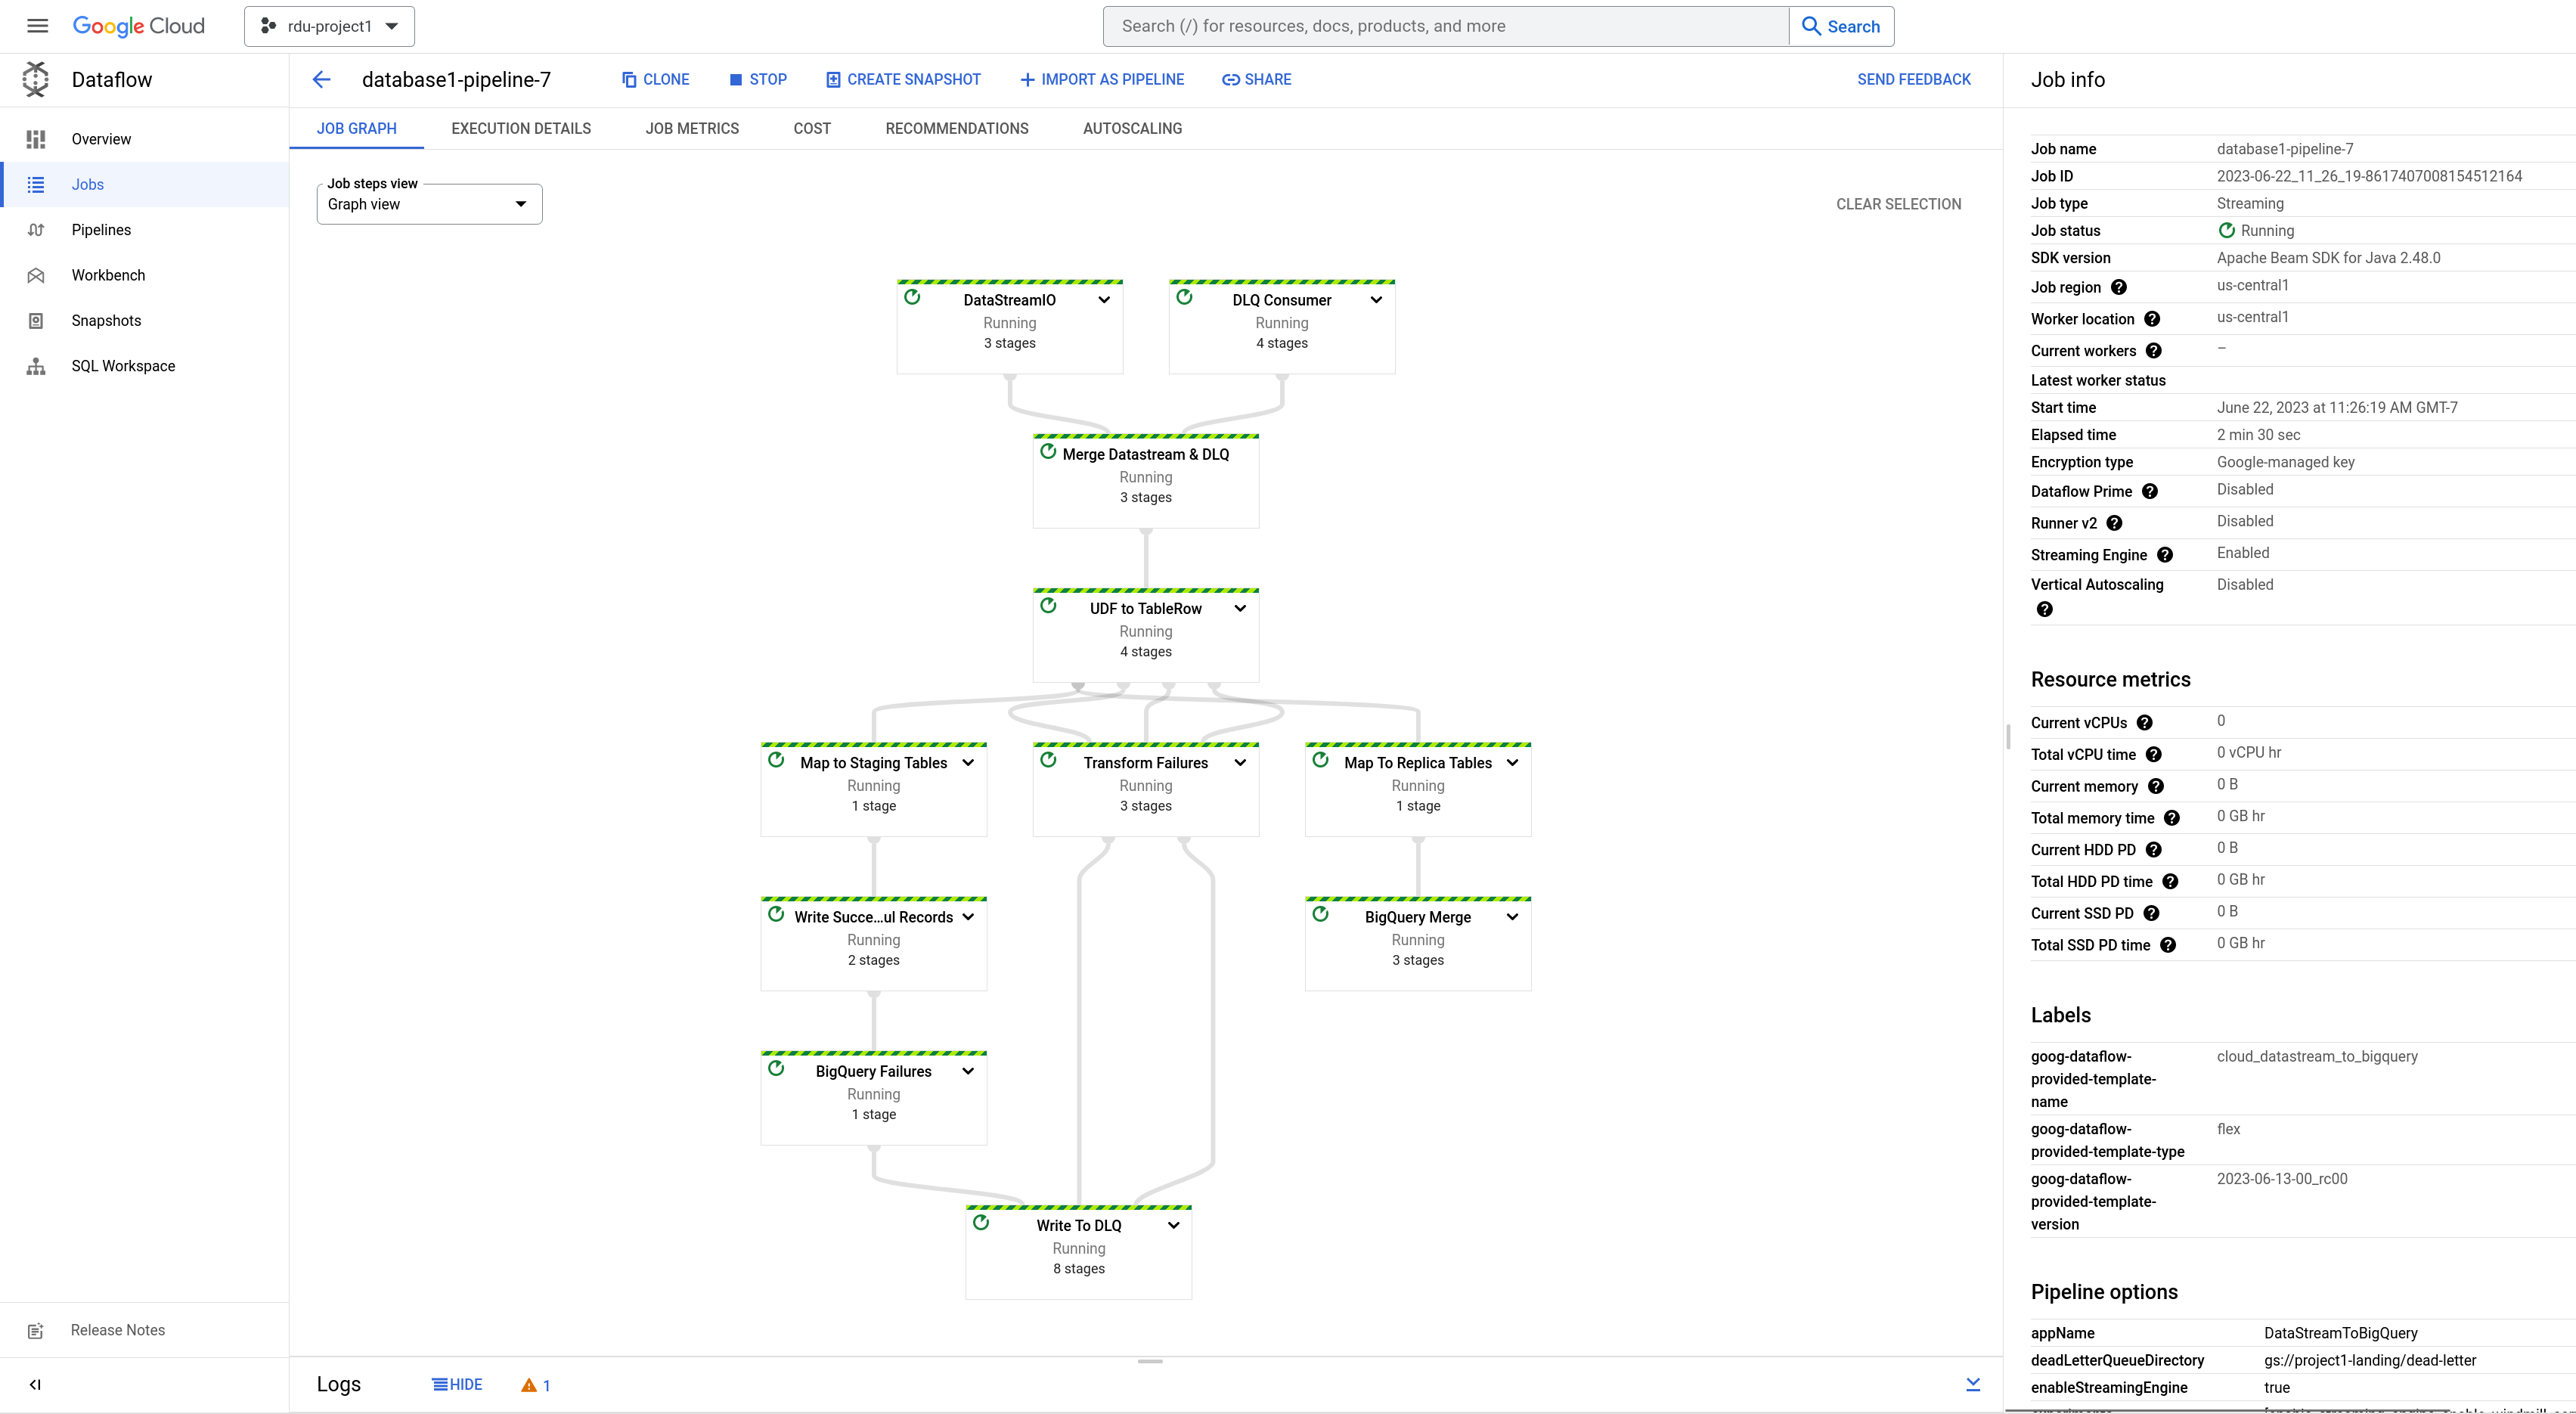 Google Cloud
rdu-project1
Search (/) for resources, docs, products, and more
Search
Dataflow
Overview
Jobs
Pipelines
Workbench
Snapshots
SQL Workspace
Release Notes
database1-pipeline-7
CLONE
STOP
CREATE SNAPSHOT
IMPORT AS PIPELINE
SHARE
SEND FEEDBACK
JOB GRAPH
EXECUTION DETAILS
JOB METRICS
COST
RECOMMENDATIONS
AUTOSCALING
Job steps view
Graph view
CLEAR SELECTION
DataStreamIO
Running
3 stages
DLQ Consumer
Running
4 stages
Merge Datastream & DLQ
Running
3 stages
UDF to TableRow
Running
4 stages
Map to Staging Tables
Running
1 stage
Transform Failures
Running
3 stages
Map To Replica Tables
Running
1 stage
Write Succe...ul Records
Running
2 stages
BigQuery Merge
Running
3 stages
BigQuery Failures
Running
1 stage
Write To DLQ
Running
8 stages
Logs
HIDE
1
Job info
Job name database1-pipeline-7
Job ID 2023-06-22_11_26_19-8617407008154512164
Job type Streaming
Job status Running
SDK version Apache Beam SDK for Java 2.48.0
Job region ? us-central1
Worker location ? us-central1
Current workers ? –
Latest worker status
Start time June 22, 2023 at 11:26:19 AM GMT-7
Elapsed time 2 min 30 sec
Encryption type Google-managed key
Dataflow Prime ? Disabled
Runner v2 ? Disabled
Streaming Engine ? Enabled
Vertical Autoscaling Disabled
?
Resource metrics
Current vCPUs ? 0
Total vCPU time ? 0 vCPU hr
Current memory ? 0 B
Total memory time ? 0 GB hr
Current HDD PD ? 0 B
Total HDD PD time ? 0 GB hr
Current SSD PD ? 0 B
Total SSD PD time ? 0 GB hr
Labels
goog-dataflow- cloud_datastream_to_bigquery
provided-template-
name
goog-dataflow- flex
provided-template-type
goog-dataflow- 2023-06-13-00_rc00
provided-template-
version
Pipeline options
appName DataStreamToBigQuery
deadLetterQueueDirectory gs://project1-landing/dead-letter
enableStreamingEngine true